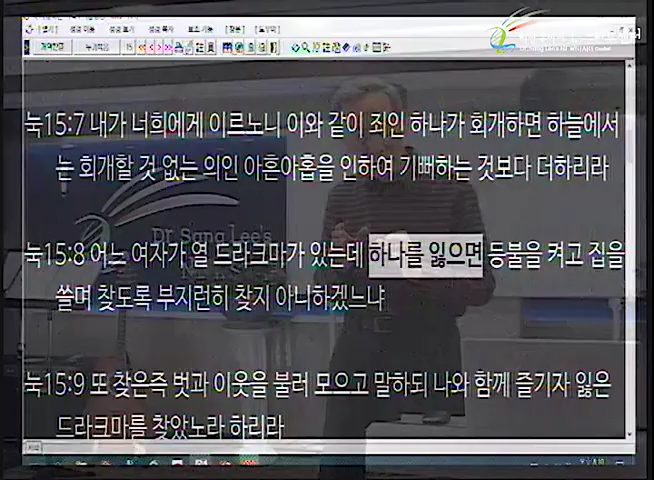 눅15:7 내가 너희에게 이르노니 이와 같이 죄인 하나가 회개하면 하늘에서
는 회개할 것 없는 의인 아흔아홉을 인하여 기뻐하는 것보다 더하리라
눅15:8 어느 여자가 열 드라크마가 있는데 하나를 잃으면 등불을 켜고 집을
쓸며 찾도록 부지런히 찾지 아니하겠느냐
눅15:9 또 찾은즉 벗과 이웃을 불러 모으고 말하되 나와 함께 즐기자 잃은
드라크마를 찾았노라 하리라
Dr Sang Lee's